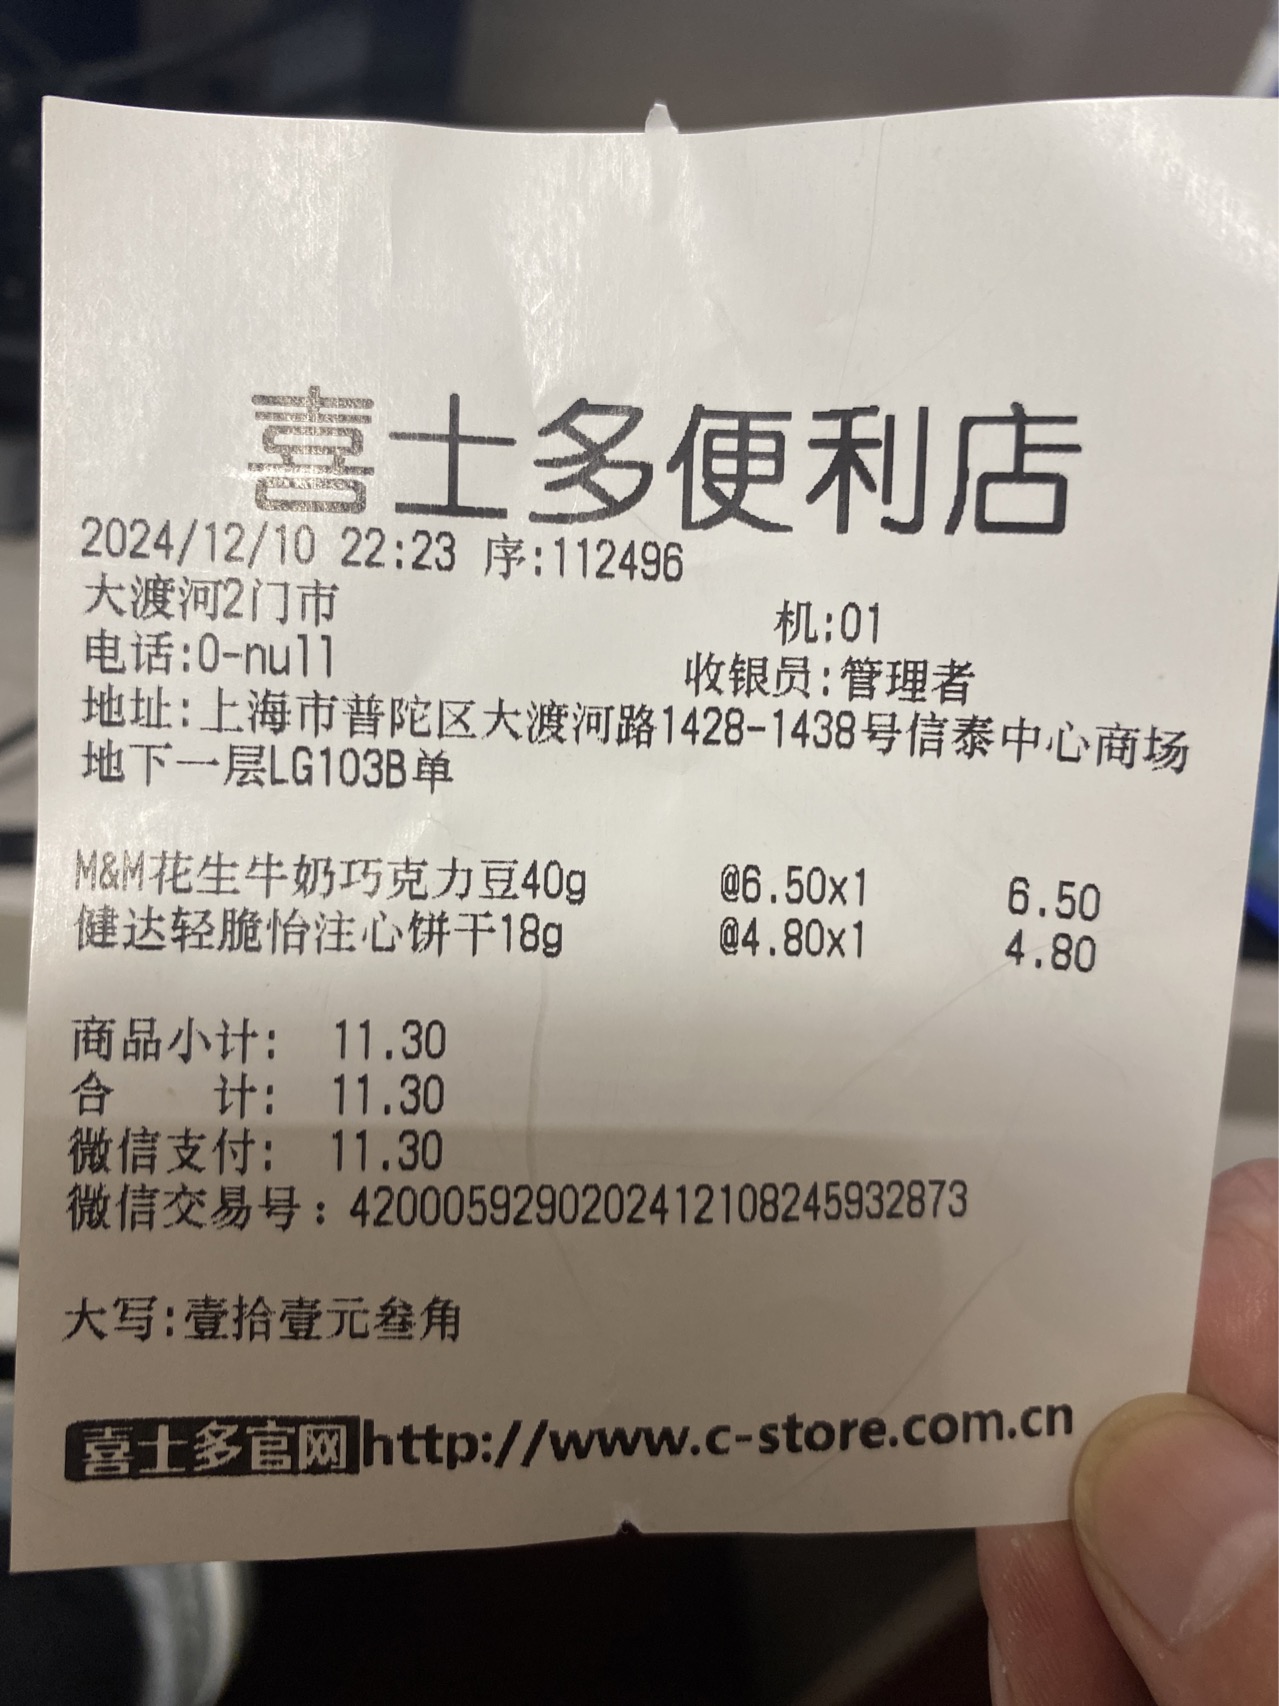 喜士多便利店
2024/12/10 22:23 序:112496
大渡河2门市 机:01
电话:0-null 收银员:管理者
地址:上海市普陀区大渡河路1428-1438号信泰中心商场
地下一层LG103B单
M&M花生牛奶巧克力豆40g @6.50x1 6.50
健达轻脆怡注心饼干18g @4.80x1 4.80
商品小计: 11.30
合 计: 11.30
微信支付: 11.30
微信交易号：4200059290202412108245932873
大写:壹拾壹元叁角
喜士多官网http://www.c-store.com.cn